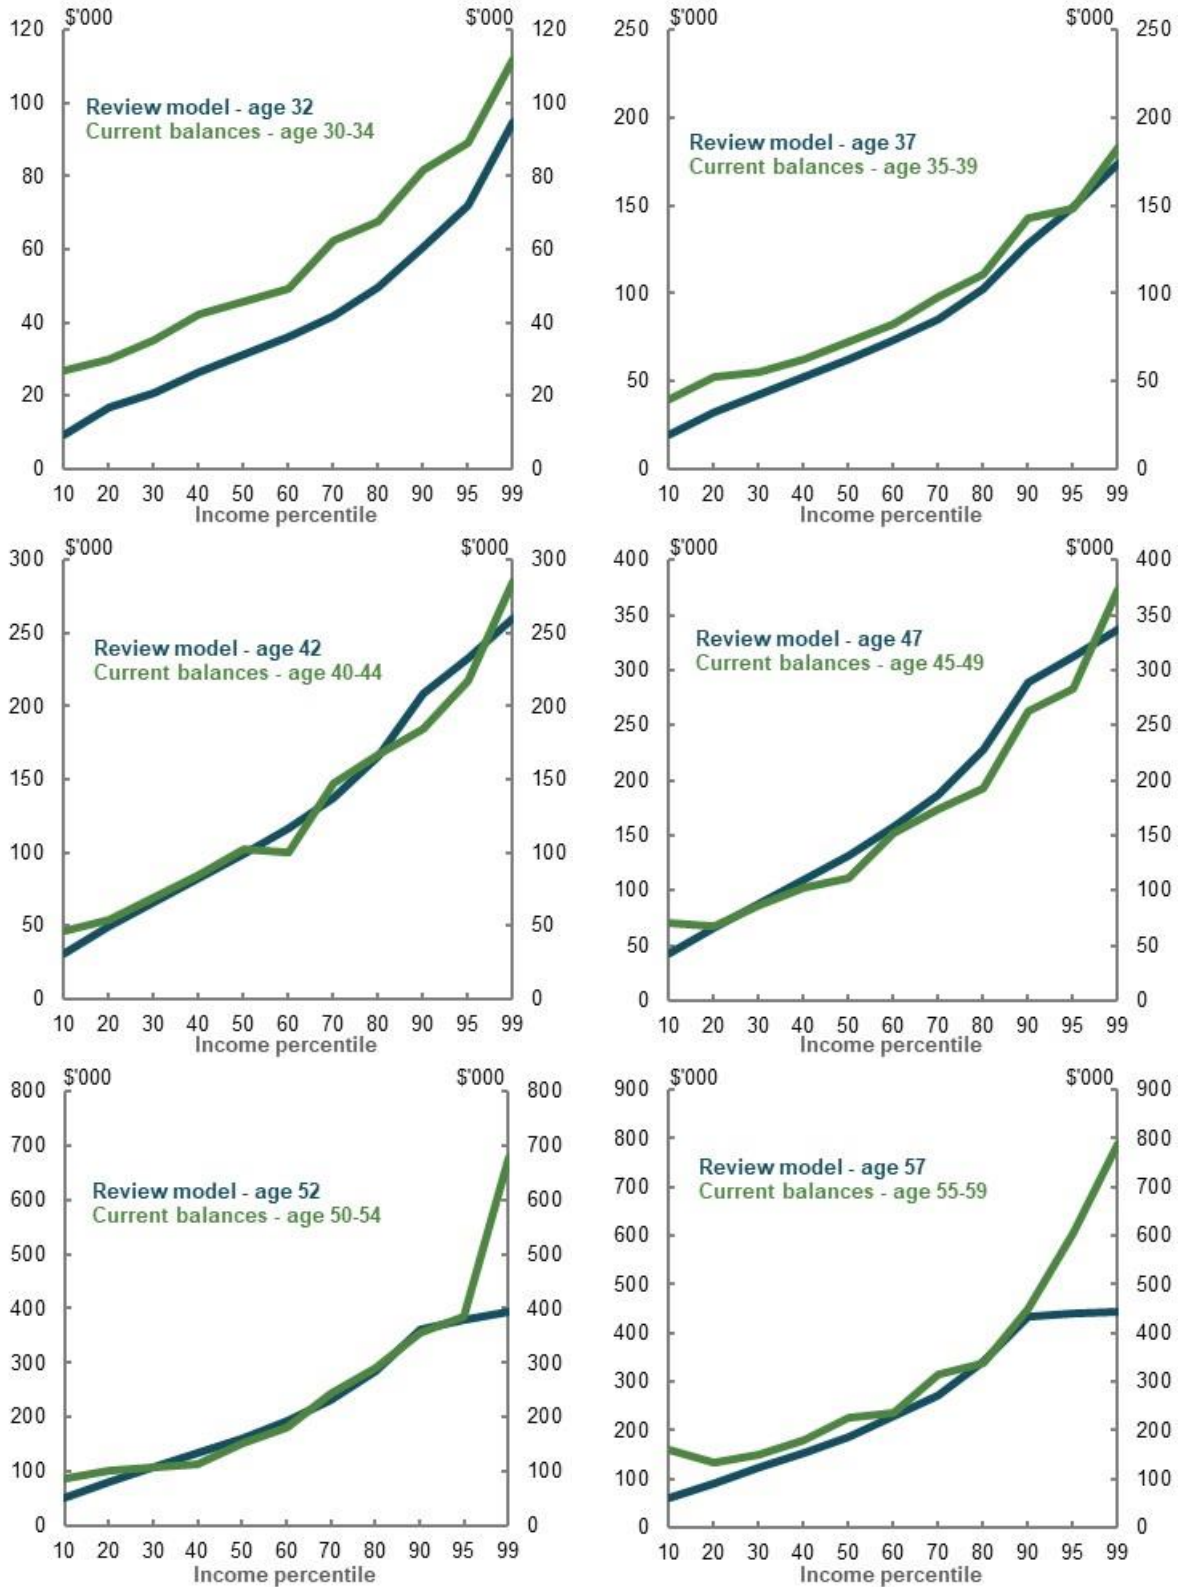 $'000 $'000
120 120
Review model - age 32
Current balances - age 30-34
100 100
80 80
60 60
40 40
20 20
0 0
10 20 30 40 50 60 70 80 90 95 99
Income percentile
$'000 $'000
250 250
200 200
Review model - age 37
Current balances - age 35-39
150 150
100 100
50 50
0 0
10 20 30 40 50 60 70 80 90 95 99
Income percentile
$'000 $'000
300 300
250 250
Review model - age 42
Current balances - age 40-44
200 200
150 150
100 100
50 50
0 0
10 20 30 40 50 60 70 80 90 95 99
Income percentile
$'000 $'000
400 400
350 350
Review model - age 47
Current balances - age 45-49
300 300
250 250
200 200
150 150
100 100
50 50
0 0
10 20 30 40 50 60 70 80 90 95 99
Income percentile
$'000 $'000
800 800
700 700
Review model - age 52
Current balances - age 50-54
600 600
500 500
400 400
300 300
200 200
100 100
0 0
10 20 30 40 50 60 70 80 90 95 99
Income percentile
$'000 $'000
900 900
800 800
Review model - age 57
Current balances - age 55-59
700 700
600 600
500 500
400 400
300 300
200 200
100 100
0 0
10 20 30 40 50 60 70 80 90 95 99
Income percentile